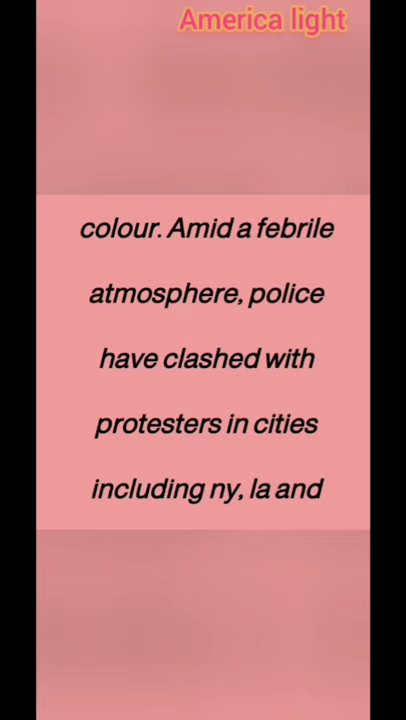 America light
colour. Amid a febrile
atmosphere, police
have clashed with
protesters in cities
including ny, la and